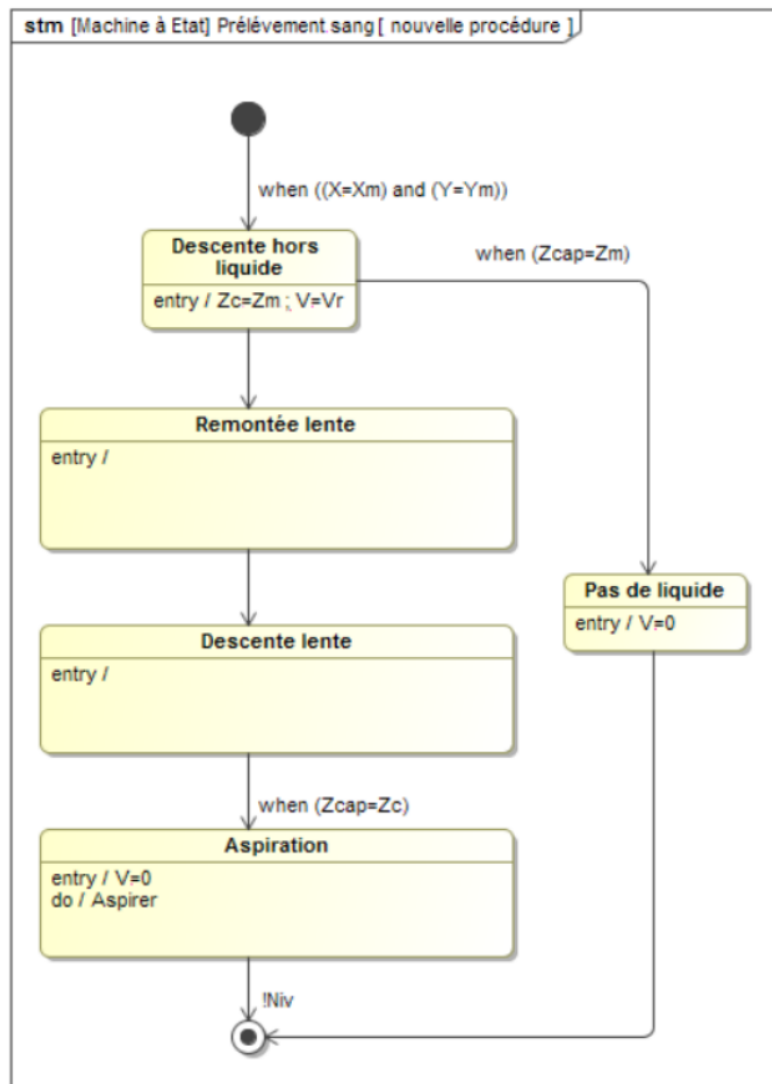 stm [Machine à Etat] Prélévement.sang [ nouvelle procédure ]
when ((X=Xm) and (Y=Ym))
Descente hors
liquide
entry / Zc=Zm ; V=Vr
when (Zcap=Zm)
Remontée lente
entry /
Pas de liquide
entry / V=0
Descente lente
entry /
when (Zcap=Zc)
Aspiration
entry / V=0
do / Aspirer
!Niv